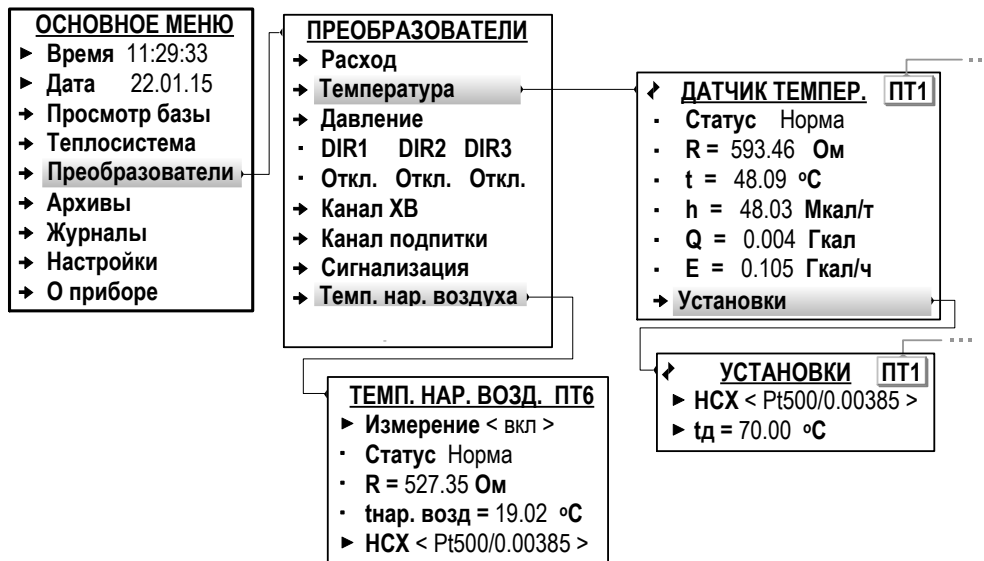 ОСНОВНОЕ МЕНЮ
Время 11:29:33
Дата 22.01.15
Просмотр базы
Теплосистема
Преобразователи
Архивы
Журналы
Настройки
О приборе
ПРЕОБРАЗОВАТЕЛИ
Расход
Температура
Давление
DIR1 DIR2 DIR3
Откл. Откл. Откл.
Канал ХВ
Канал подпитки
Сигнализация
Темп. нар. воздуха
ДАТЧИК ТЕМПЕР. ПТ1
Статус Норма
R = 593.46 Ом
t = 48.09 ºС
h = 48.03 Мкал/т
Q = 0.004 Гкал
E = 0.105 Гкал/ч
Установки
УСТАНОВКИ ПТ1
НСХ < Pt500/0.00385 >
tд = 70.00 ºС
ТЕМП. НАР. ВОЗД. ПТ6
Измерение < вкл >
Статус Норма
R = 527.35 Ом
tнар. возд = 19.02 ºС
НСХ < Pt500/0.00385 >